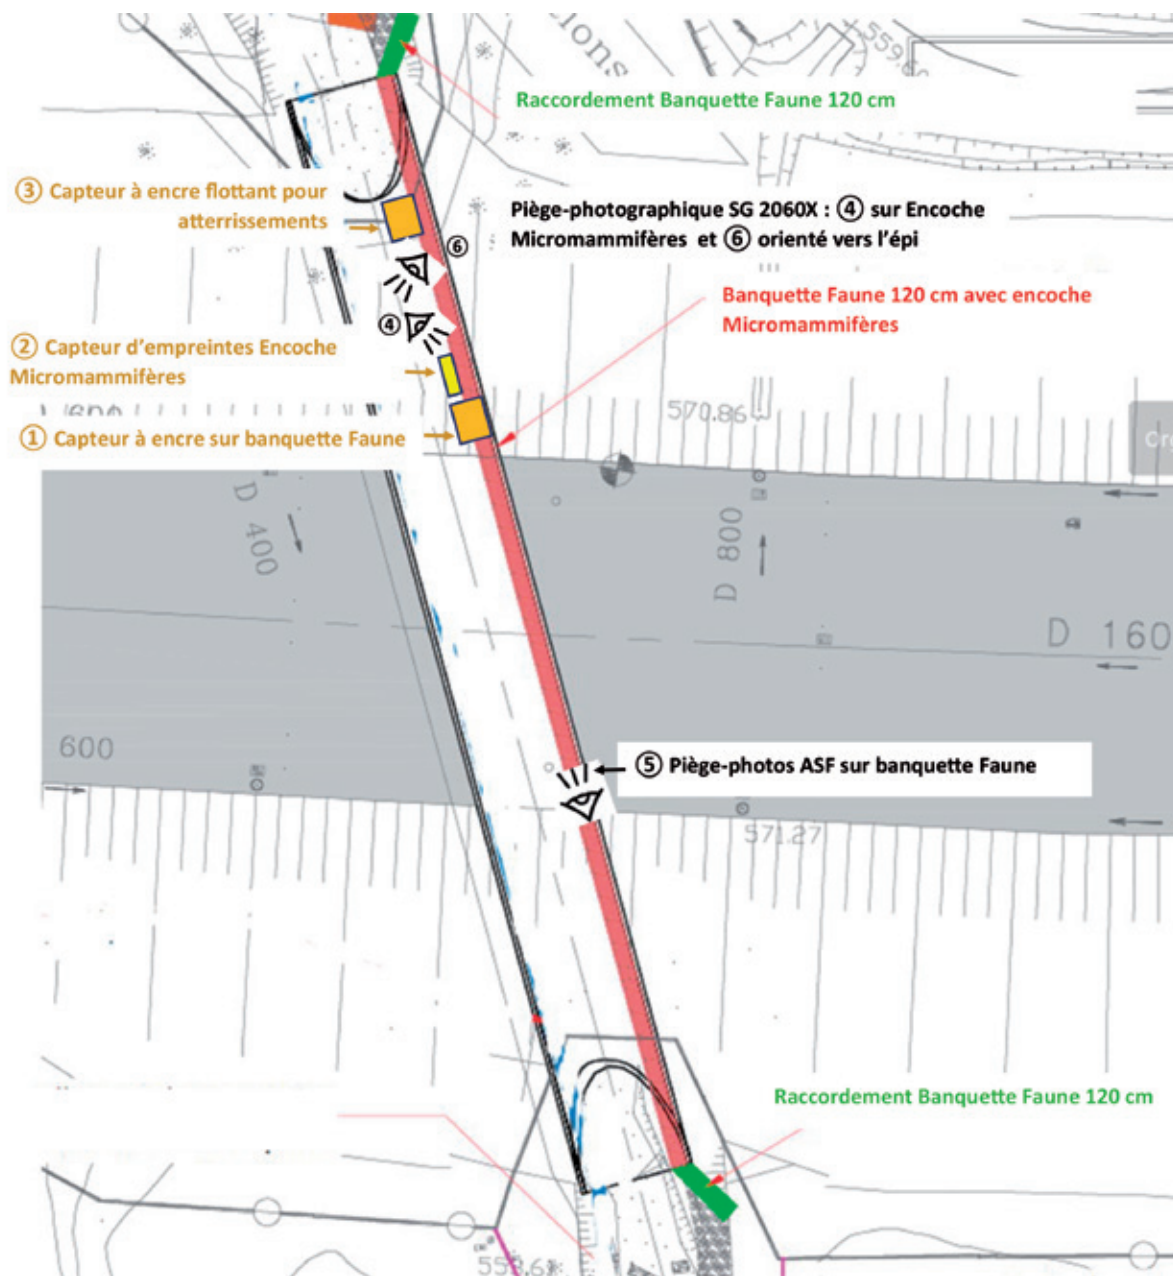 ions
559.6
Raccordement Banquette Faune 120 cm
③ Capteur à encre flottant pour
atterrissements
Piège-photographique SG 2060X : ④ sur Encoche
Micromammifères et ⑥ orienté vers l'épi
⑥
Banquette Faune 120 cm avec encoche
Micromammifères
④
② Capteur d'empreintes Encoche
Micromammifères
570.86
① Capteur à encre sur banquette Faune
D 400
D 800
D 160
600
⑤ Piège-photos ASF sur banquette Faune
571.27
Raccordement Banquette Faune 120 cm